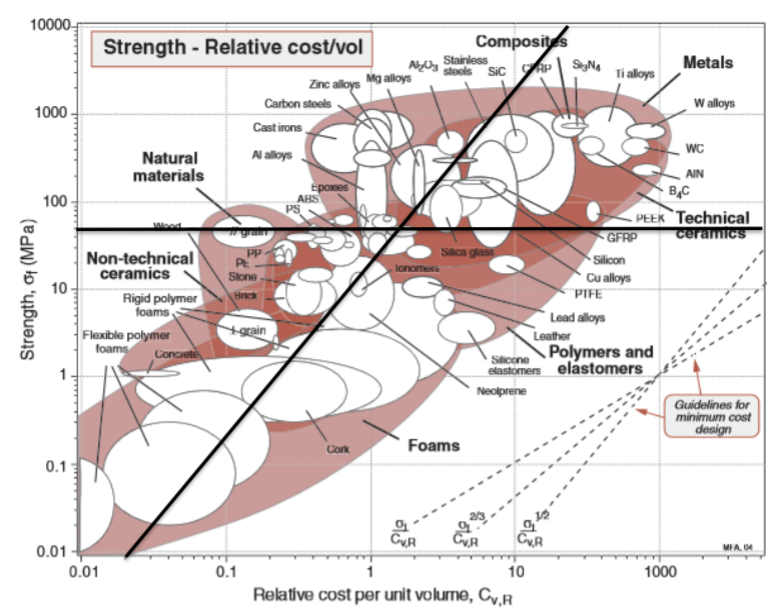 10000
1000
100
10
1
0.1
0.01
Strength, σf (MPa)
Strength - Relative cost/vol
Composites
Metals
Al2O3
Stainless
steels
SiC
CFRP
Si3N4
Ti alloys
Zinc alloys
Mg alloys
Carbon steels
W alloys
Cast irons
WC
Al alloys
AlN
Natural
materials
Epoxies
B4C
ABS
PS
PEEK
Technical
ceramics
Wood
// grain
GFRP
PP
PE
Silica glass
Silicon
Non-technical
ceramics
Ionomers
Cu alloys
Stone
PTFE
Brick
Rigid polymer
foams
Lead alloys
⊥ grain
Leather
Flexible polymer
foams
Concrete
Silicone
elastomers
Polymers and
elastomers
Neolprene
Guidelines for
minimum cost
design
Cork
Foams
σf
Cv,R
σf2/3
Cv,R
σf1/2
Cv,R
MFA, 04
0.01
0.1
1
10
1000
Relative cost per unit volume, Cv,R